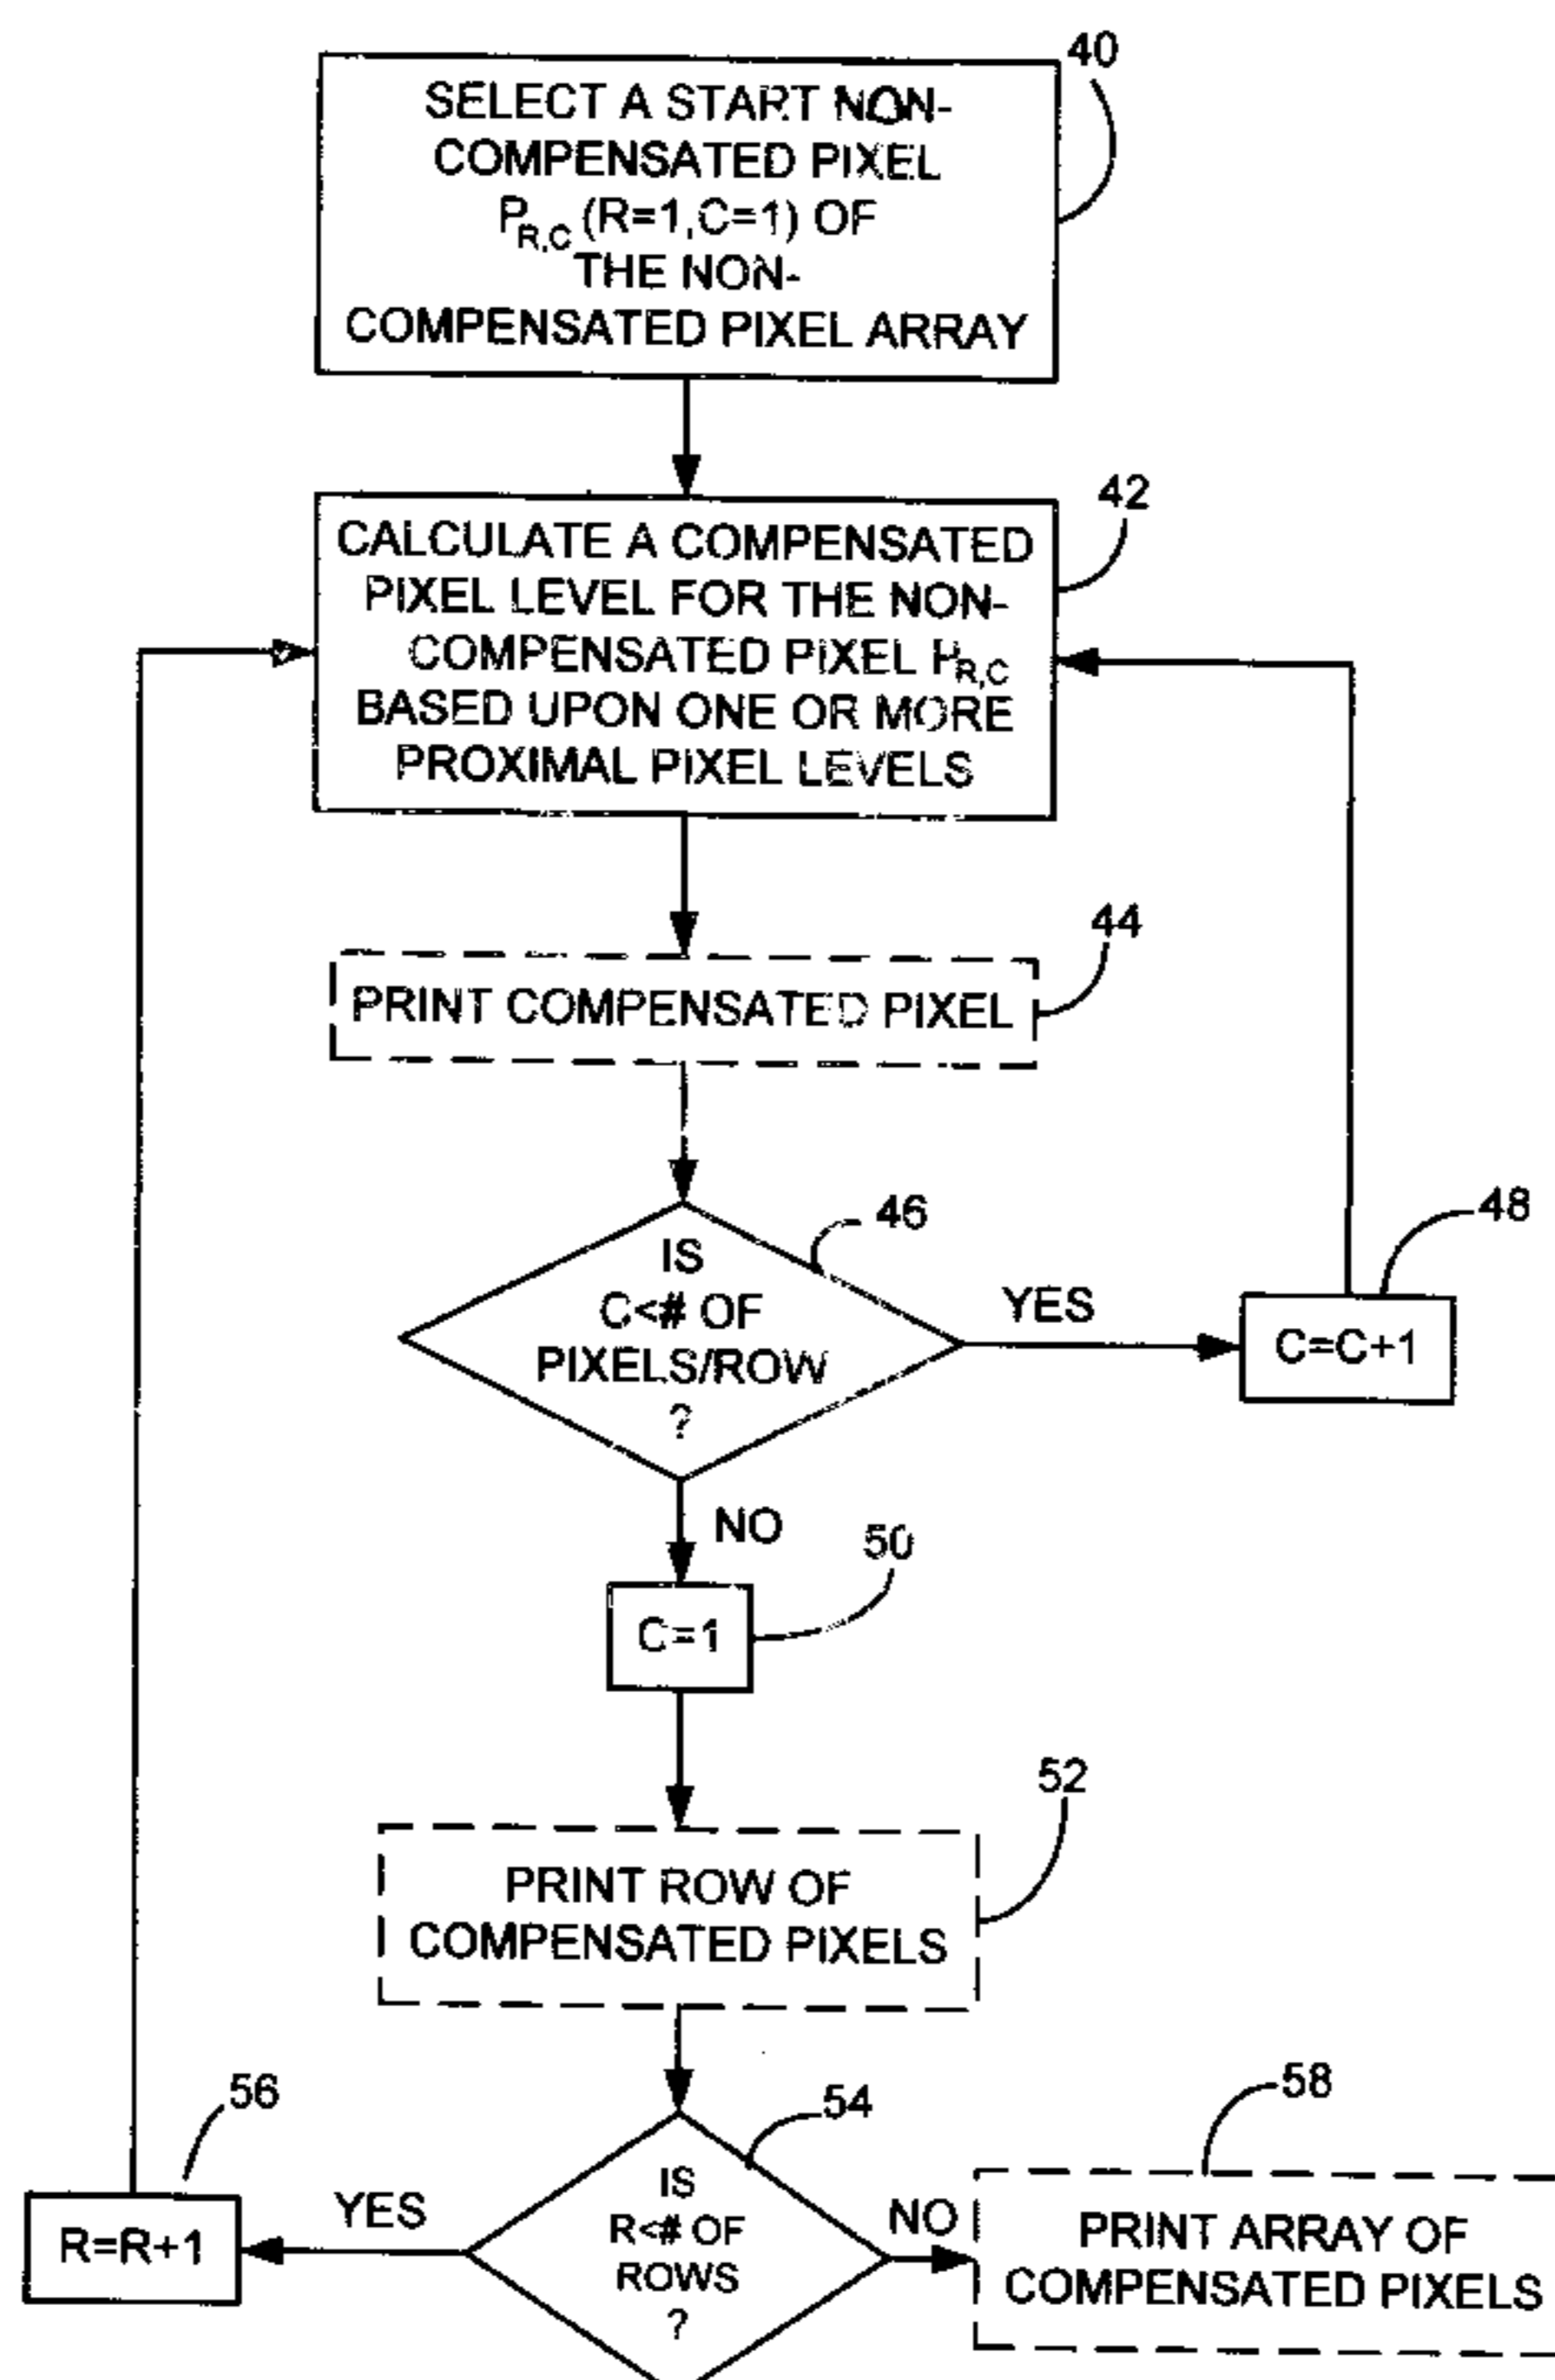 40
SELECT A START NON-
COMPENSATED PIXEL
P_R,C (R=1,C=1) OF
THE NON-
COMPENSATED PIXEL ARRAY
42
CALCULATE A COMPENSATED
PIXEL LEVEL FOR THE NON-
COMPENSATED PIXEL P_R,C
BASED UPON ONE OR MORE
PROXIMAL PIXEL LEVELS
44
PRINT COMPENSATED PIXEL
46
IS
C<# OF
PIXELS/ROW
?
YES
48
C=C+1
NO
50
C=1
52
PRINT ROW OF
COMPENSATED PIXELS
54
IS
R<# OF
ROWS
?
YES
56
R=R+1
NO
58
PRINT ARRAY OF
COMPENSATED PIXELS